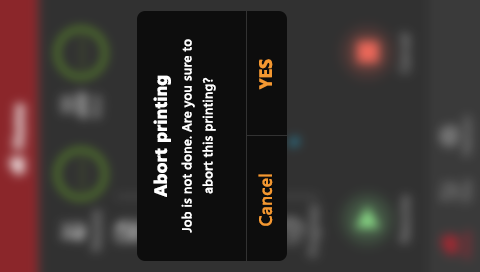 Abort printing
Job is not done. Are you sure to
abort this printing?
Cancel
YES